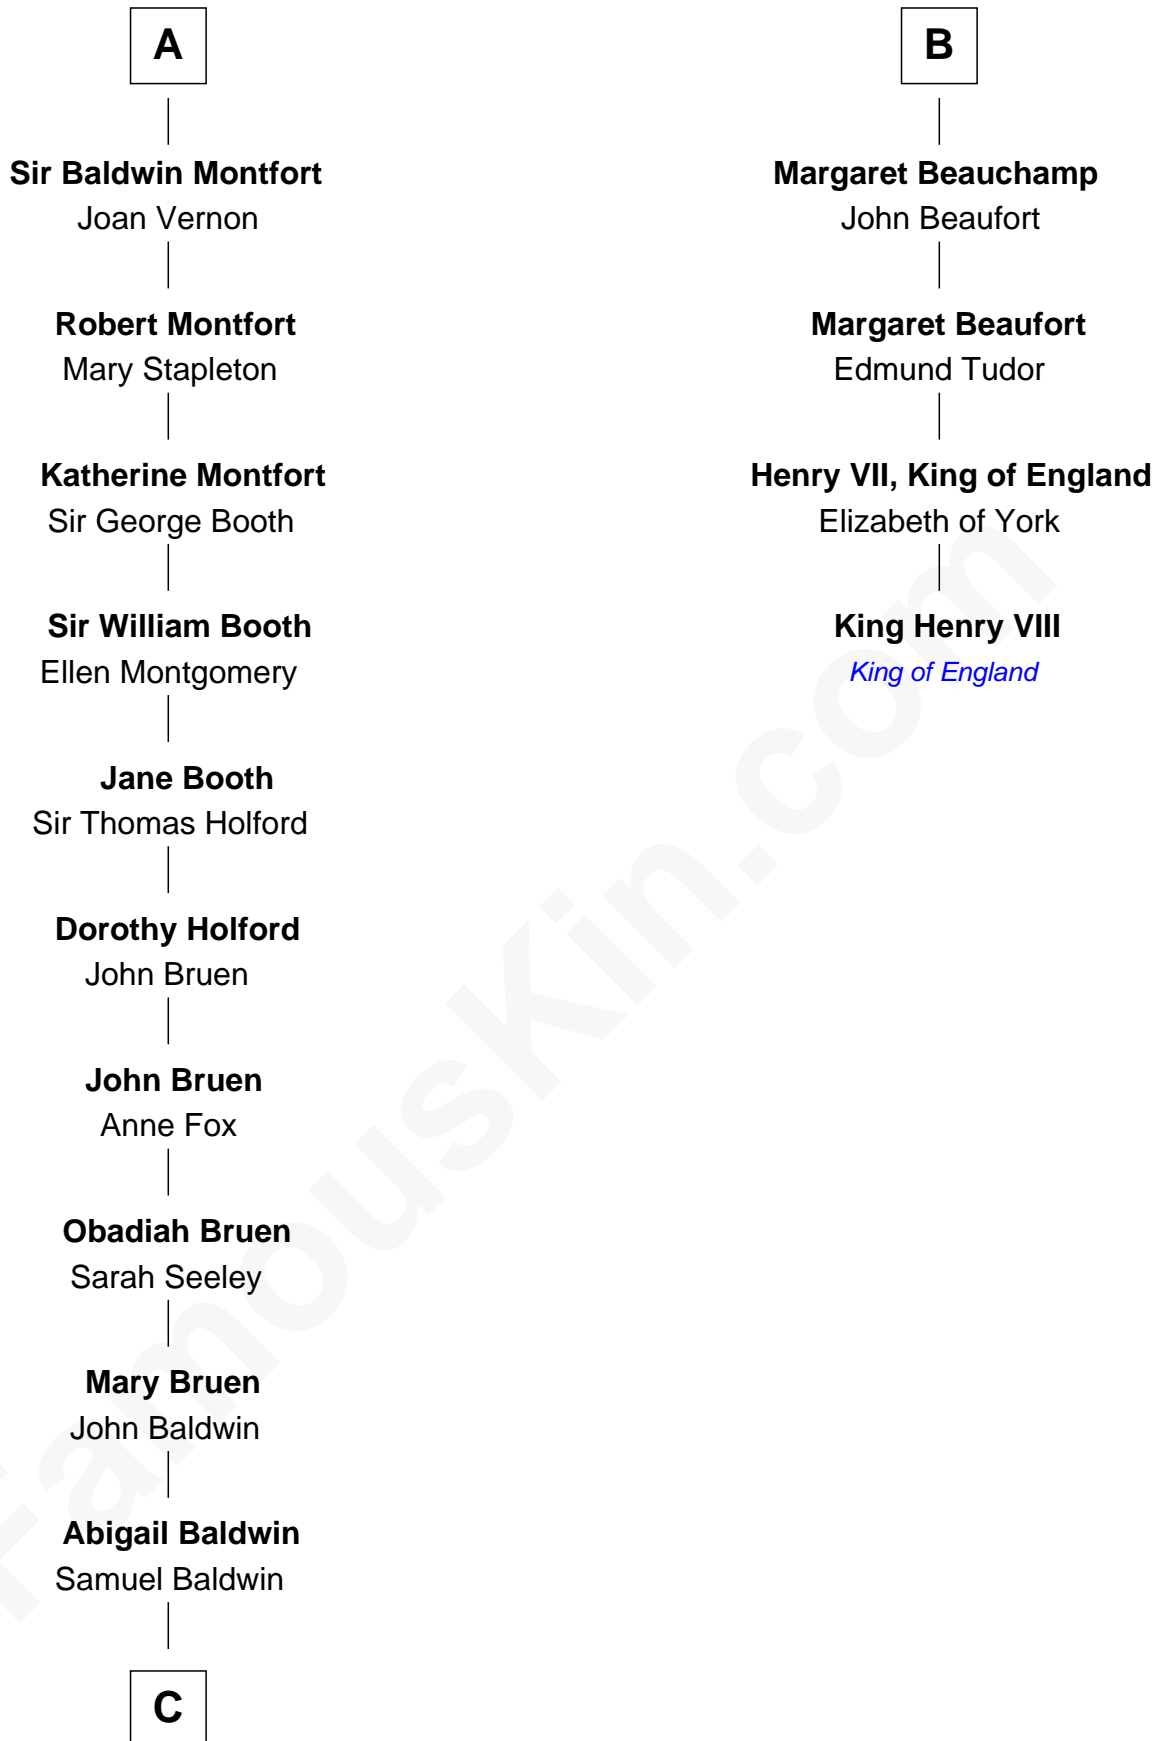 A
Sir Baldwin Montfort
Joan Vernon
Robert Montfort
Mary Stapleton
Katherine Montfort
Sir George Booth
Sir William Booth
Ellen Montgomery
Jane Booth
Sir Thomas Holford
Dorothy Holford
John Bruen
John Bruen
Anne Fox
Obadiah Bruen
Sarah Seeley
Mary Bruen
John Baldwin
Abigail Baldwin
Samuel Baldwin
C
B
Margaret Beauchamp
John Beaufort
Margaret Beaufort
Edmund Tudor
Henry VII, King of England
Elizabeth of York
King Henry VIII
King of England
FamousKin.com